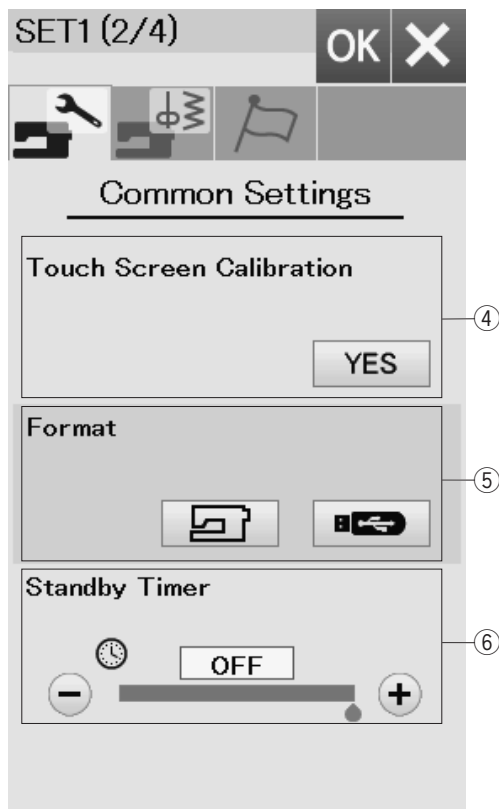 SET1 (2/4)
OK
Common Settings
Touch Screen Calibration
YES
④
Format
⑤
Standby Timer
OFF
⑥